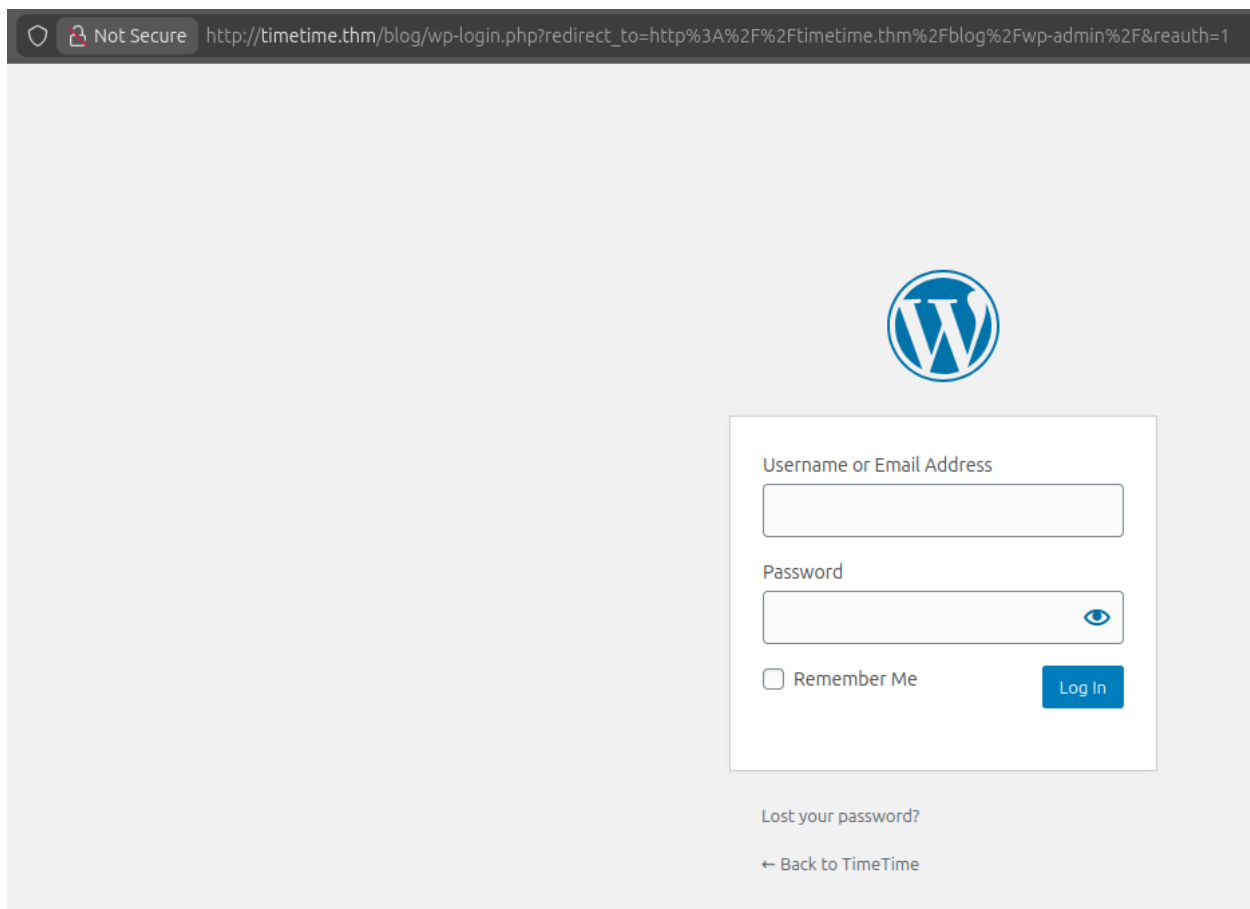 Not Secure http://timetime.thm/blog/wp-login.php?redirect_to=http%3A%2F%2Ftimetime.thm%2Fblog%2Fwp-admin%2F&reauth=1
Username or Email Address
Password
Remember Me Log In
Lost your password?
← Back to TimeTime